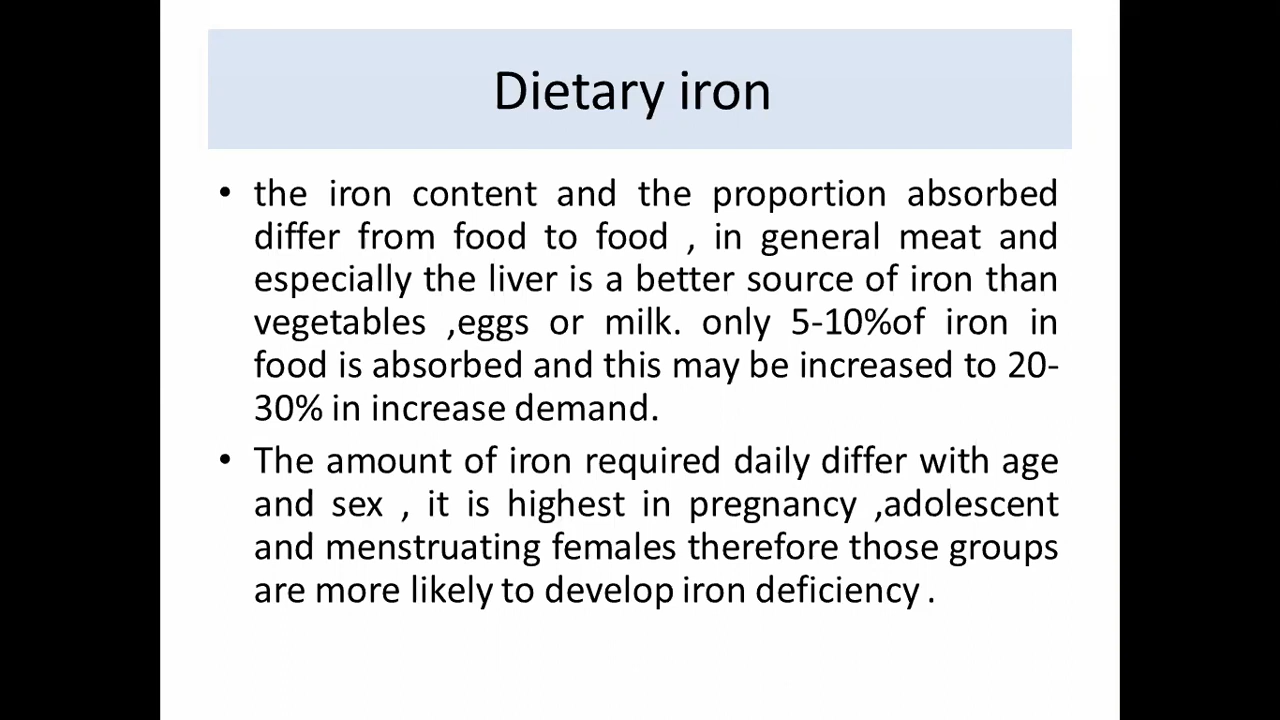 Dietary iron
• the iron content and the proportion absorbed
differ from food to food , in general meat and
especially the liver is a better source of iron than
vegetables ,eggs or milk. only 5-10%of iron in
food is absorbed and this may be increased to 20-
30% in increase demand.
• The amount of iron required daily differ with age
and sex , it is highest in pregnancy ,adolescent
and menstruating females therefore those groups
are more likely to develop iron deficiency .